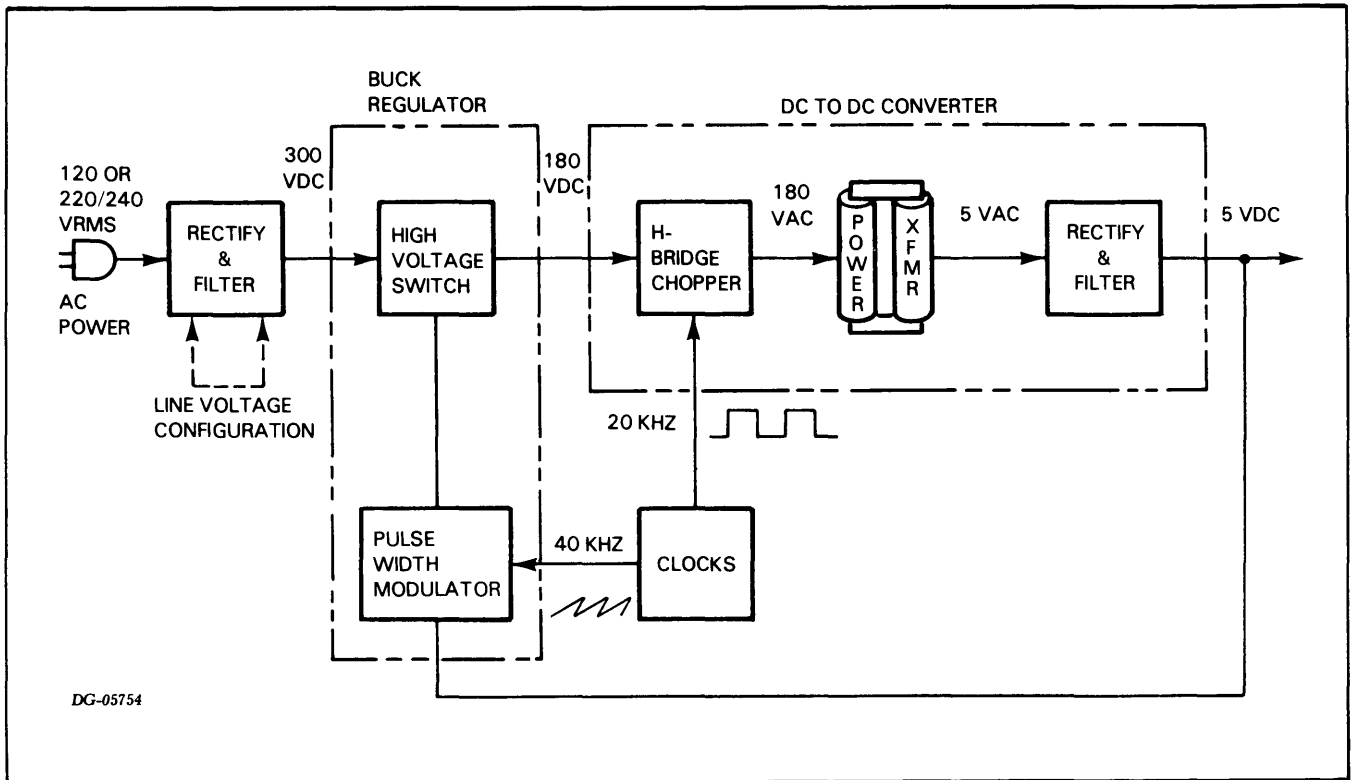 BUCK
REGULATOR
DC TO DC CONVERTER
120 OR
220/240
VRMS
AC
POWER
RECTIFY
&
FILTER
LINE VOLTAGE
CONFIGURATION
300
VDC
HIGH
VOLTAGE
SWITCH
180
VDC
H-
BRIDGE
CHOPPER
180
VAC
POWER
XFMR
5 VAC
RECTIFY
&
FILTER
5 VDC
20 KHZ
PULSE
WIDTH
MODULATOR
40 KHZ
CLOCKS
DG-05754